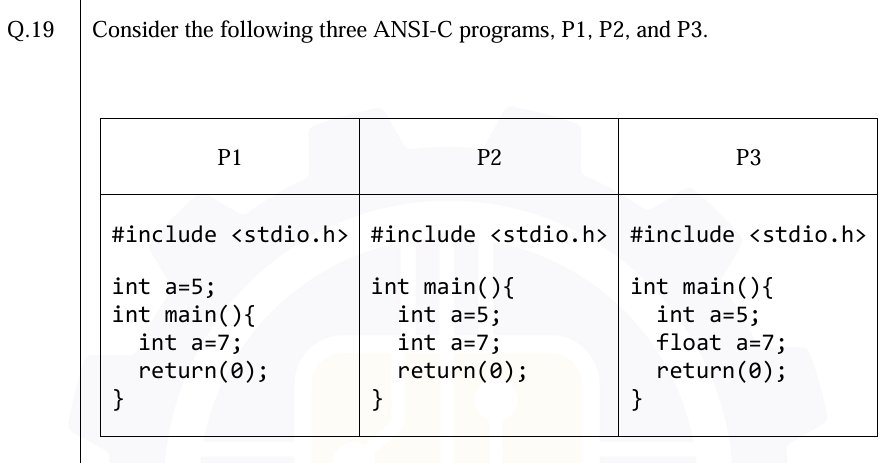 Q.19 Consider the following three ANSI-C programs, P1, P2, and P3.
P1 P2 P3
#include <stdio.h> #include <stdio.h> #include <stdio.h>
int a=5; int main(){ int main(){
int main(){ int a=5; int a=5;
int a=7; int a=7; float a=7;
return(0); return(0); return(0);
} } }